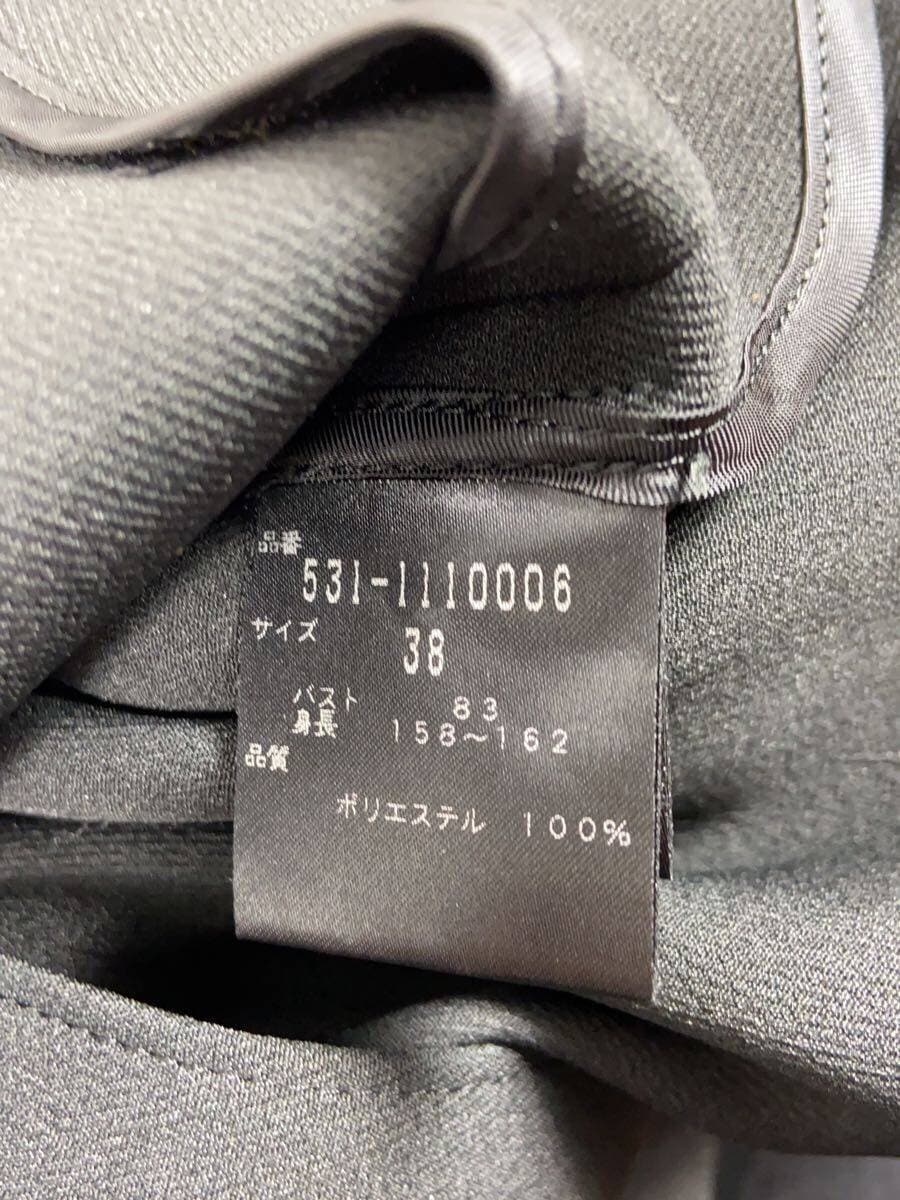 品番
531-1110006
サイズ
38
バスト 83
身長 158〜162
品質
ポリエステル 100%